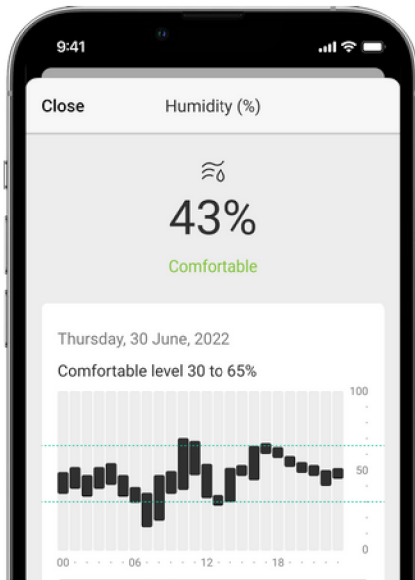 9:41
Close Humidity (%)
43%
Comfortable
Thursday, 30 June, 2022
Comfortable level 30 to 65%
100
50
0
00 06 12 18